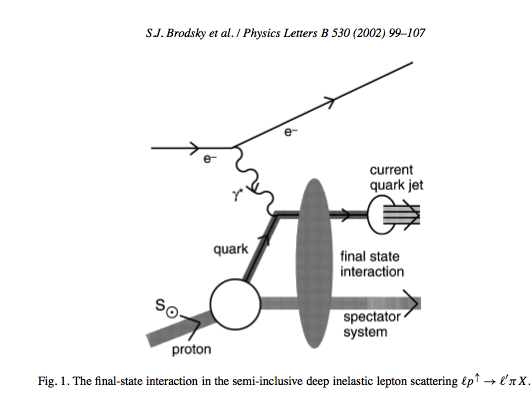 S.J. Brodsky et al. / Physics Letters B 530 (2002) 99–107
e–
e–
γ*
current
quark jet
quark
final state
interaction
S⊙
spectator
system
proton
Fig. 1. The final-state interaction in the semi-inclusive deep inelastic lepton scattering ℓp↑ → ℓ′πX.